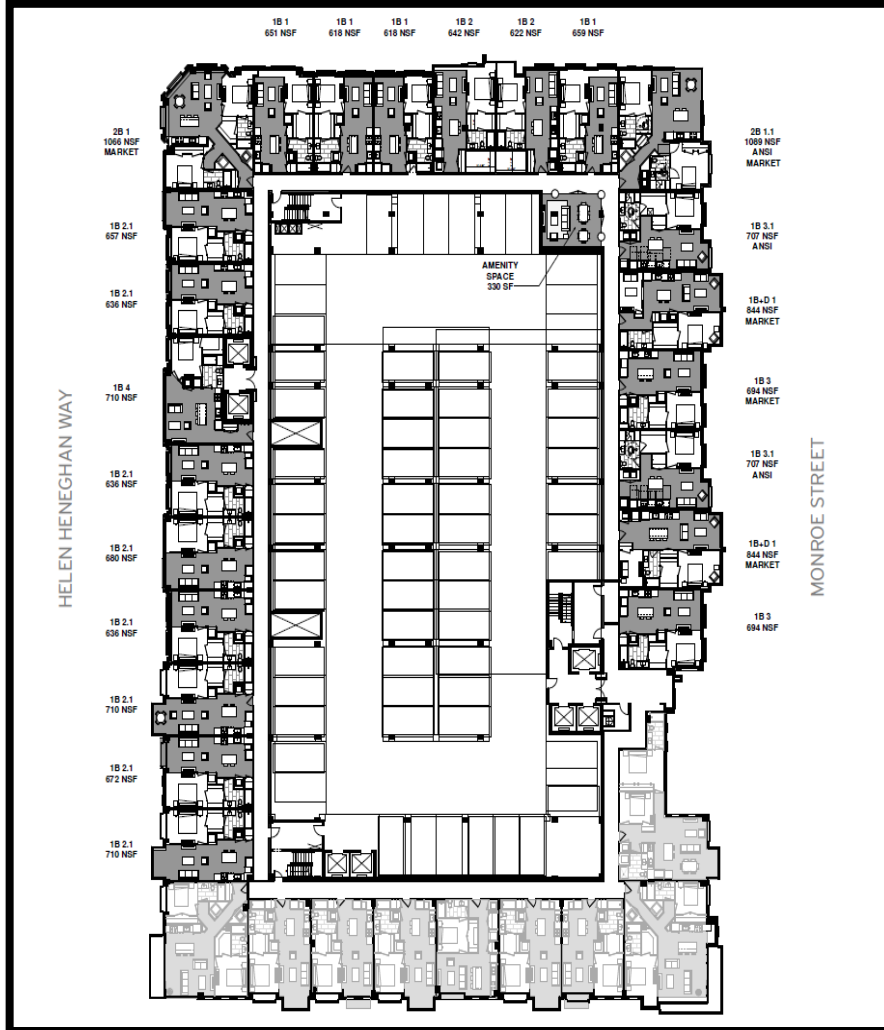 1B 1
651 NSF
1B 1
618 NSF
1B 1
618 NSF
1B 2
642 NSF
1B 2
622 NSF
1B 1
659 NSF
2B 1
1066 NSF
MARKET
2B 1.1
1089 NSF
ANSI
MARKET
1B 2.1
657 NSF
1B 3.1
707 NSF
ANSI
AMENITY
SPACE
330 SF
1B 2.1
636 NSF
1B+D 1
844 NSF
MARKET
1B 4
710 NSF
1B 3
694 NSF
MARKET
HELEN HENEGHAN WAY
1B 2.1
636 NSF
1B 3.1
707 NSF
ANSI
MONROE STREET
1B 2.1
680 NSF
1B+D 1
844 NSF
MARKET
1B 2.1
636 NSF
1B 3
694 NSF
1B 2.1
710 NSF
1B 2.1
672 NSF
1B 2.1
710 NSF